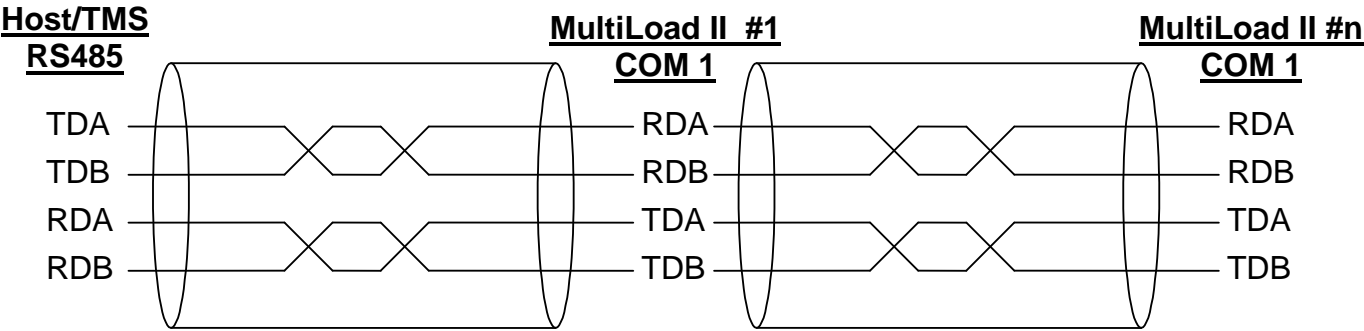 Host/TMS
RS485
MultiLoad II  #1
COM 1
MultiLoad II #n
COM 1
TDA RDA RDA
TDB RDB RDB
RDA TDA TDA
RDB TDB TDB